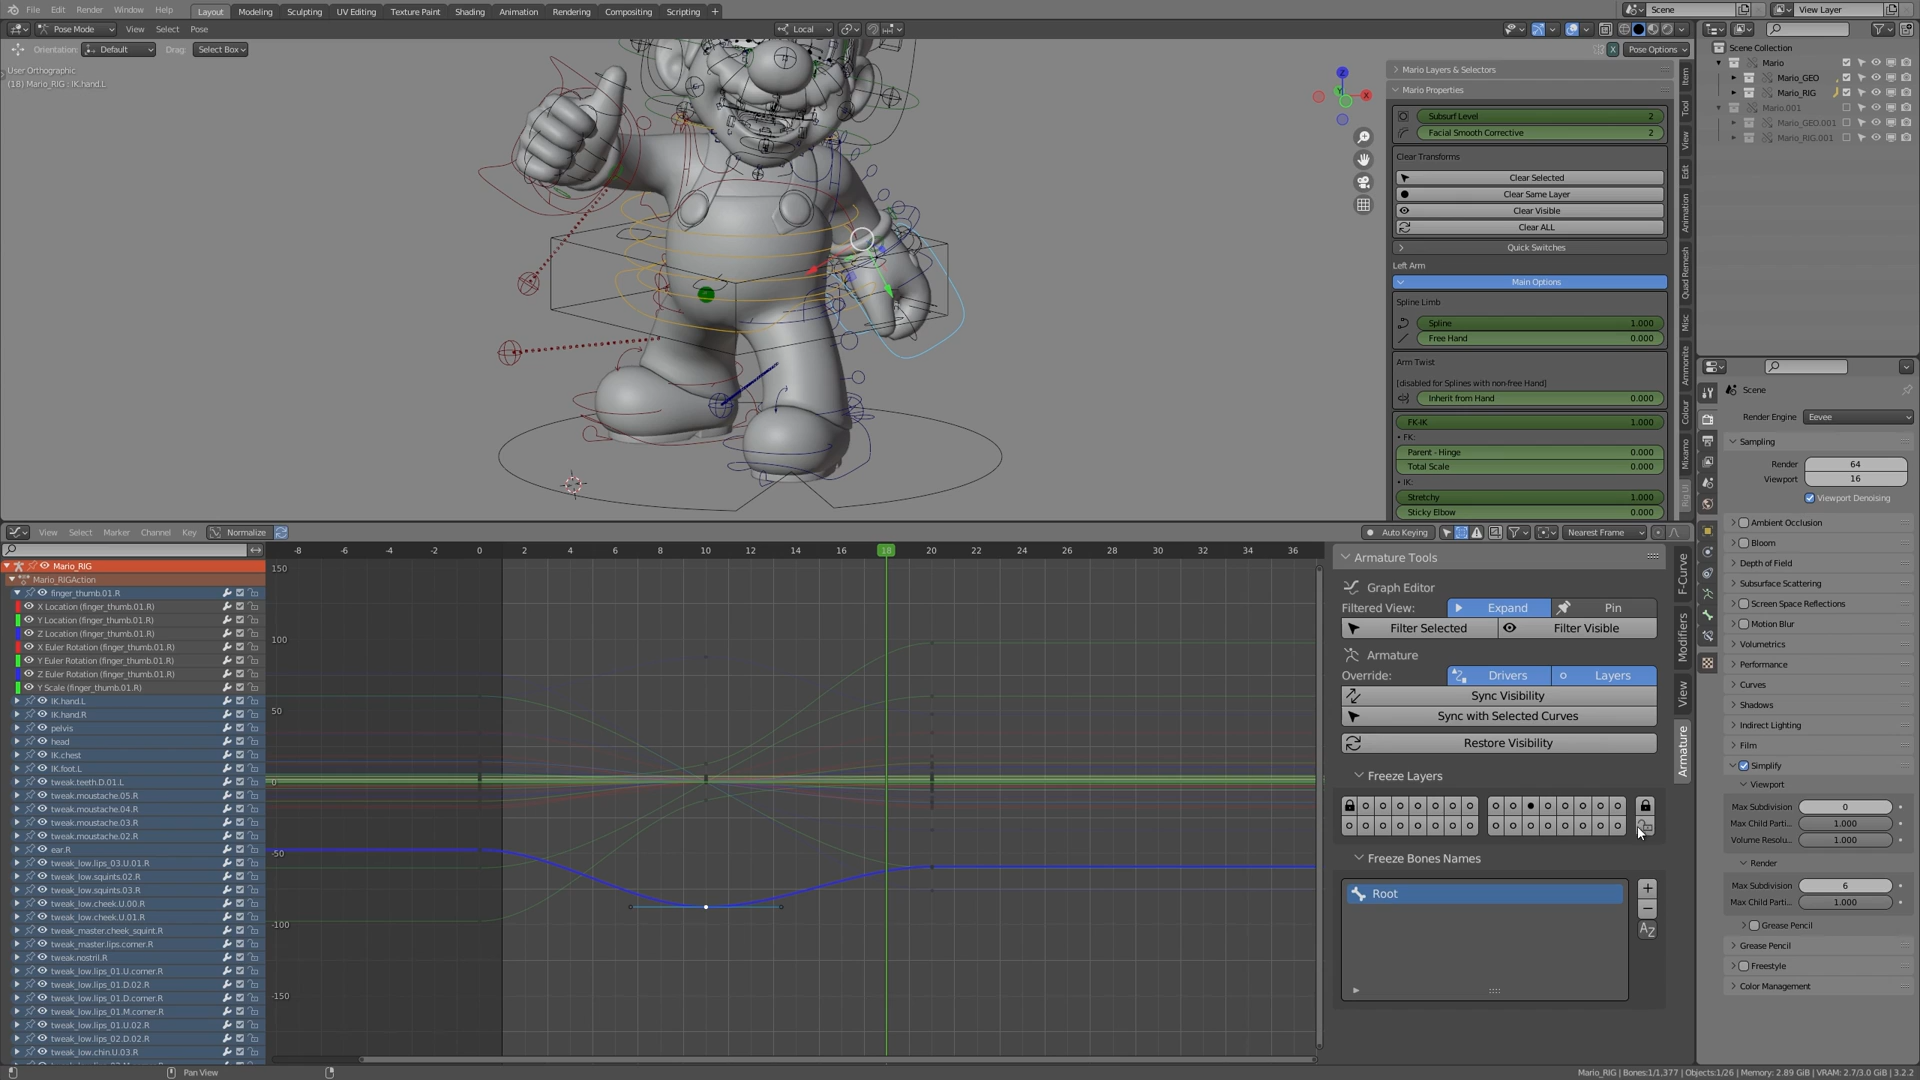 File Edit Render Window Help Layout Modeling Sculpting UV Editing Texture Paint Shading Animation Rendering Compositing Scripting + Scene View Layer
Pose Mode View Select Pose Local X Pose Options
Orientation: Default Drag: Select Box
User Orthographic
(18) Mario_RIG : IK.hand.L
Mario Layers & Selectors
Mario Properties
Subsurf Level 2
Facial Smooth Corrective 2
Clear Transforms
Clear Selected
Clear Same Layer
Clear Visible
Clear ALL
Quick Switches
Left Arm
Main Options
Spline Limb
Spline 1.000
Free Hand 0.000
Arm Twist
[disabled for Splines with non-free Hand]
Inherit from Hand 0.000
FK-IK 1.000
• FK:
Parent - Hinge 0.000
Total Scale 0.000
• IK:
Stretchy 1.000
Sticky Elbow 0.000
Item
Tool
View
Edit
Animation
Quad Remesh
Misc
Ammonite
Colour
Mixamo
Rig UI
Scene Collection
Mario
Mario_GEO
Mario_RIG
Mario.001
Mario_GEO.001
Mario_RIG.001
Scene
Render Engine Eevee
Sampling
Render 64
Viewport 16
Viewport Denoising
Ambient Occlusion
Bloom
Depth of Field
Subsurface Scattering
Screen Space Reflections
Motion Blur
Volumetrics
Performance
Curves
Shadows
Indirect Lighting
Film
Simplify
Viewport
Max Subdivision 0
Max Child Parti... 1.000
Volume Resolu... 1.000
Render
Max Subdivision 6
Max Child Parti... 1.000
Grease Pencil
Grease Pencil
Freestyle
Color Management
View Select Marker Channel Key Normalize Auto Keying Nearest Frame
-8 -6 -4 -2 0 2 4 6 8 10 12 14 16 18 20 22 24 26 28 30 32 34 36
150
100
50
0
-50
-100
-150
Mario_RIG
Mario_RIGAction
finger_thumb.01.R
X Location (finger_thumb.01.R)
Y Location (finger_thumb.01.R)
Z Location (finger_thumb.01.R)
X Euler Rotation (finger_thumb.01.R)
Y Euler Rotation (finger_thumb.01.R)
Z Euler Rotation (finger_thumb.01.R)
Y Scale (finger_thumb.01.R)
IK.hand.L
IK.hand.R
pelvis
head
IK.chest
IK.foot.L
tweak.teeth.D.01.L
tweak.moustache.05.R
tweak.moustache.04.R
tweak.moustache.03.R
tweak.moustache.02.R
ear.R
tweak_low.lips_03.U.01.R
tweak_low.squints.02.R
tweak_low.squints.03.R
tweak_low.cheek.U.00.R
tweak_low.cheek.U.01.R
tweak_master.cheek_squint.R
tweak_master.lips.corner.R
tweak.nostril.R
tweak_low.lips_01.U.corner.R
tweak_low.lips_01.D.02.R
tweak_low.lips_01.D.corner.R
tweak_low.lips_01.M.corner.R
tweak_low.lips_01.U.02.R
tweak_low.lips_02.D.02.R
tweak_low.chin.U.03.R
Armature Tools
Graph Editor
Filtered View: Expand Pin
Filter Selected Filter Visible
Armature
Override: Drivers Layers
Sync Visibility
Sync with Selected Curves
Restore Visibility
Freeze Layers
Freeze Bones Names
Root
+
−
AZ
F-Curve
Modifiers
View
Armature
Pan View
Mario_RIG | Bones:1/1,377 | Objects:1/26 | Memory: 2.89 GiB | VRAM: 2.7/3.0 GiB | 3.2.2